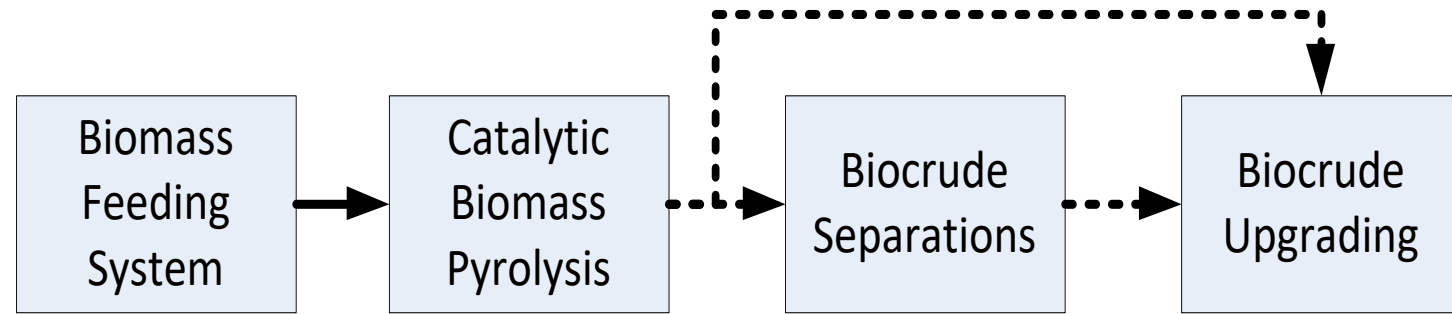 Biomass
Feeding
System
Catalytic
Biomass
Pyrolysis
Biocrude
Separations
Biocrude
Upgrading